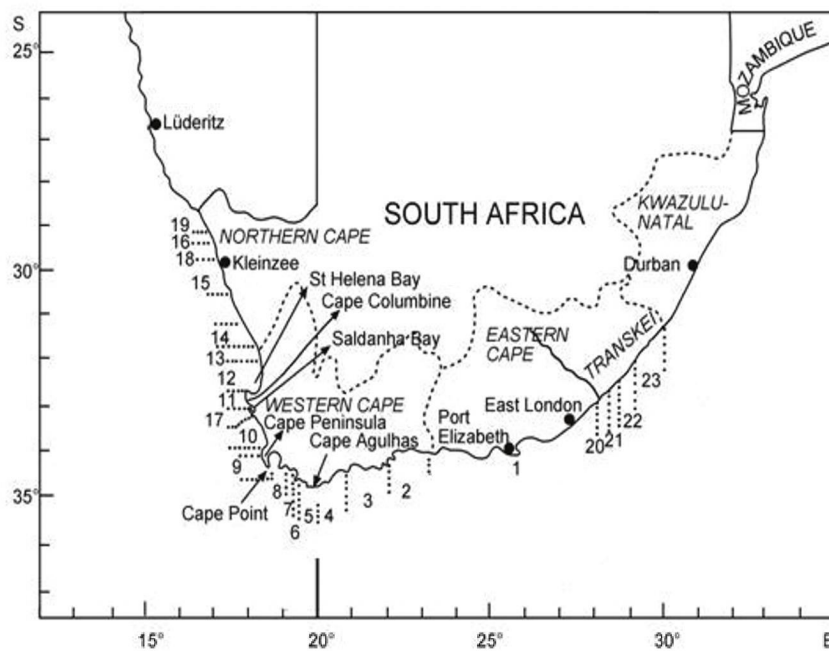 S
25°
MOZAMBIQUE
Lüderitz
KWAZULU-
NATAL
SOUTH AFRICA
19
16
NORTHERN CAPE
18
Kleinzee
Durban
30°
St Helena Bay
15
Cape Columbine
14
Saldanha Bay
EASTERN
CAPE
TRANSKEI
13
12
23
11
WESTERN CAPE
17
Cape Peninsula
Port
Elizabeth
East London
22
21
20
10
Cape Agulhas
9
1
8
3
2
35°
Cape Point
7
5
4
6
15°
20°
25°
30°
E